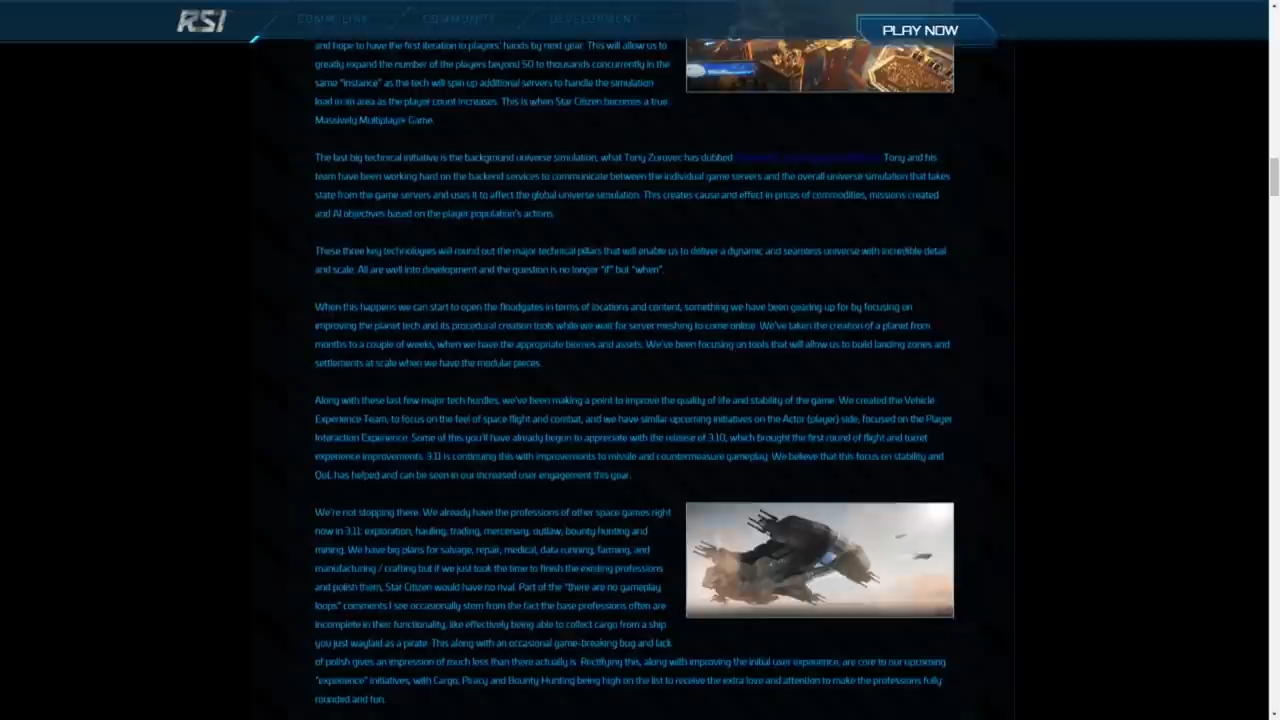 RSI
COMM-LINK
COMMUNITY
DEVELOPMENT
PLAY NOW
and hope to have the first iteration to players' hands by next year. This will allow us to
greatly expand the number of the players beyond 50 to thousands concurrently in the
same "instance" as the tech will spin up additional servers to handle the simulation
load in an area as the player count increases. This is when Star Citizen becomes a true
Massively Multiplayer Game.
The last big technical initiative is the background universe simulation, what Tony Zurovec has dubbed
Tony and his
team have been working hard on the backend services to communicate between the individual game servers and the overall universe simulation that takes
state from the game servers and uses it to affect the global universe simulation. This creates cause and effect in prices of commodities, missions created
and AI objectives based on the player population's actions.
These three key technologies will round out the major technical pillars that will enable us to deliver a dynamic and seamless universe with incredible detail
and scale. All are well into development and the question is no longer "if" but "when".
When this happens we can start to open the floodgates in terms of locations and content, something we have been gearing up for by focusing on
improving the planet tech and its procedural creation tools while we wait for server meshing to come online. We've taken the creation of a planet from
months to a couple of weeks, when we have the appropriate biomes and assets. We've been focusing on tools that will allow us to build landing zones and
settlements at scale when we have the modular pieces.
Along with these last few major tech hurdles, we've been making a point to improve the quality of life and stability of the game. We created the Vehicle
Experience Team, to focus on the feel of space flight and combat, and we have similar upcoming initiatives on the Actor (player) side, focused on the Player
Interaction Experience. Some of this you'll have already begun to appreciate with the release of 3.10, which brought the first round of flight and turret
experience improvements. 3.11 is continuing this with improvements to missile and countermeasure gameplay. We believe that this focus on stability and
QoL has helped and can be seen in our increased user engagement this year.
We're not stopping there. We already have the professions of other space games right
now in 3.11: exploration, hauling, trading, mercenary, outlaw, bounty hunting and
mining. We have big plans for salvage, repair, medical, data running, farming, and
manufacturing / crafting but if we just took the time to finish the existing professions
and polish them, Star Citizen would have no rival. Part of the "there are no gameplay
loops" comments I see occasionally stem from the fact the base professions often are
incomplete in their functionality, like effectively being able to collect cargo from a ship
you just waylaid as a pirate. This along with an occasional game-breaking bug and lack
of polish gives an impression of much less than there actually is. Rectifying this, along with improving the initial user experience, are core to our upcoming
"experience" initiatives, with Cargo, Piracy and Bounty Hunting being high on the list to receive the extra love and attention to make the professions fully
rounded and fun.